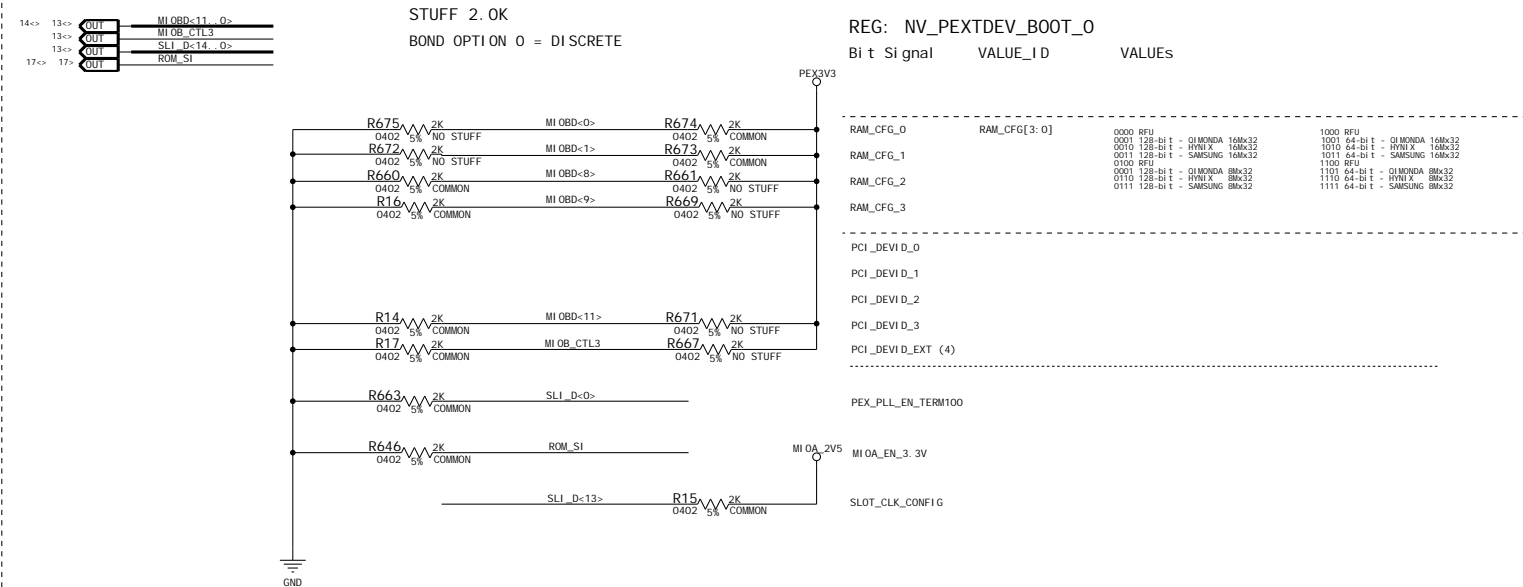 14<> 13<> OUT MIOBD<11..0>
13<> OUT MIOB_CTL3
13<> OUT SLI_D<14..0>
17<> 17> OUT ROM_SI
STUFF 2.0K
BOND OPTION 0 = DISCRETE
REG: NV_PEXTDEV_BOOT_0
Bit Signal VALUE_ID VALUEs
PEX3V3
R675 2K MIOBD<0> R674 2K
0402 5% NO STUFF 0402 5% COMMON
R672 2K MIOBD<1> R673 2K
0402 5% NO STUFF 0402 5% COMMON
R660 2K MIOBD<8> R661 2K
0402 5% COMMON 0402 5% NO STUFF
R16 2K MIOBD<9> R669 2K
0402 5% COMMON 0402 5% NO STUFF
RAM_CFG_0 RAM_CFG[3:0]
RAM_CFG_1
RAM_CFG_2
RAM_CFG_3
0000 RFU
0001 128-bit - QIMONDA 16Mx32
0010 128-bit - HYNIX 16Mx32
0011 128-bit - SAMSUNG 16Mx32
0100 RFU
0001 128-bit - QIMONDA 8Mx32
0110 128-bit - HYNIX 8Mx32
0111 128-bit - SAMSUNG 8Mx32
1000 RFU
1001 64-bit - QIMONDA 16Mx32
1010 64-bit - HYNIX 16Mx32
1011 64-bit - SAMSUNG 16Mx32
1100 RFU
1101 64-bit - QIMONDA 8Mx32
1110 64-bit - HYNIX 8Mx32
1111 64-bit - SAMSUNG 8Mx32
PCI_DEVID_0
PCI_DEVID_1
PCI_DEVID_2
R14 2K MIOBD<11> R671 2K PCI_DEVID_3
0402 5% COMMON 0402 5% NO STUFF
R17 2K MIOB_CTL3 R667 2K PCI_DEVID_EXT (4)
0402 5% COMMON 0402 5% NO STUFF
R663 2K SLI_D<0> PEX_PLL_EN_TERM100
0402 5% COMMON
R646 2K ROM_SI MIOA_2V5 MIOA_EN_3.3V
0402 5% COMMON
SLI_D<13> R15 2K SLOT_CLK_CONFIG
0402 5% COMMON
GND